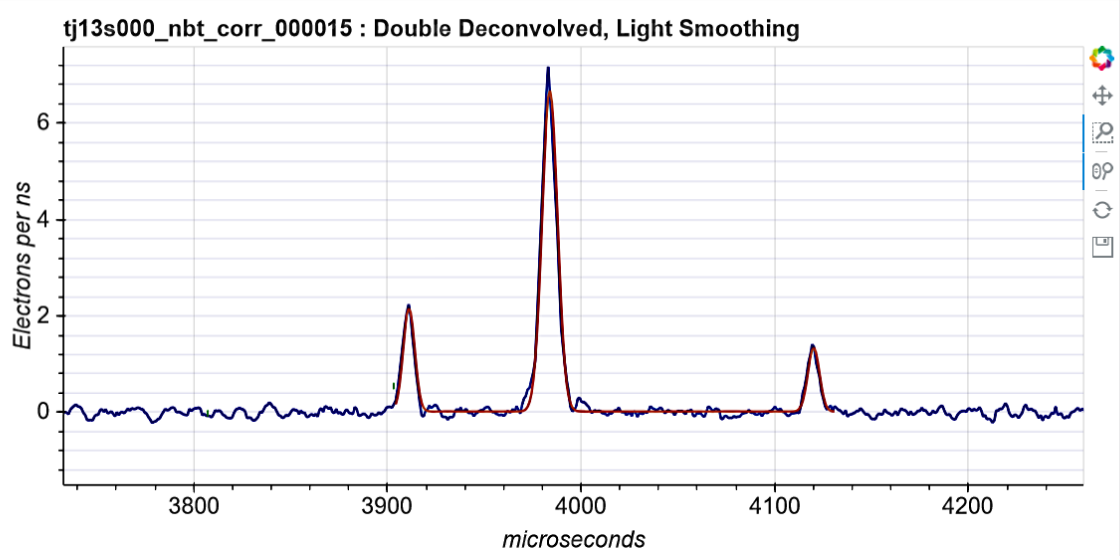 tj13s000_nbt_corr_000015 : Double Deconvolved, Light Smoothing
Electrons per ns
6
4
2
0
3800 3900 4000 4100 4200
microseconds